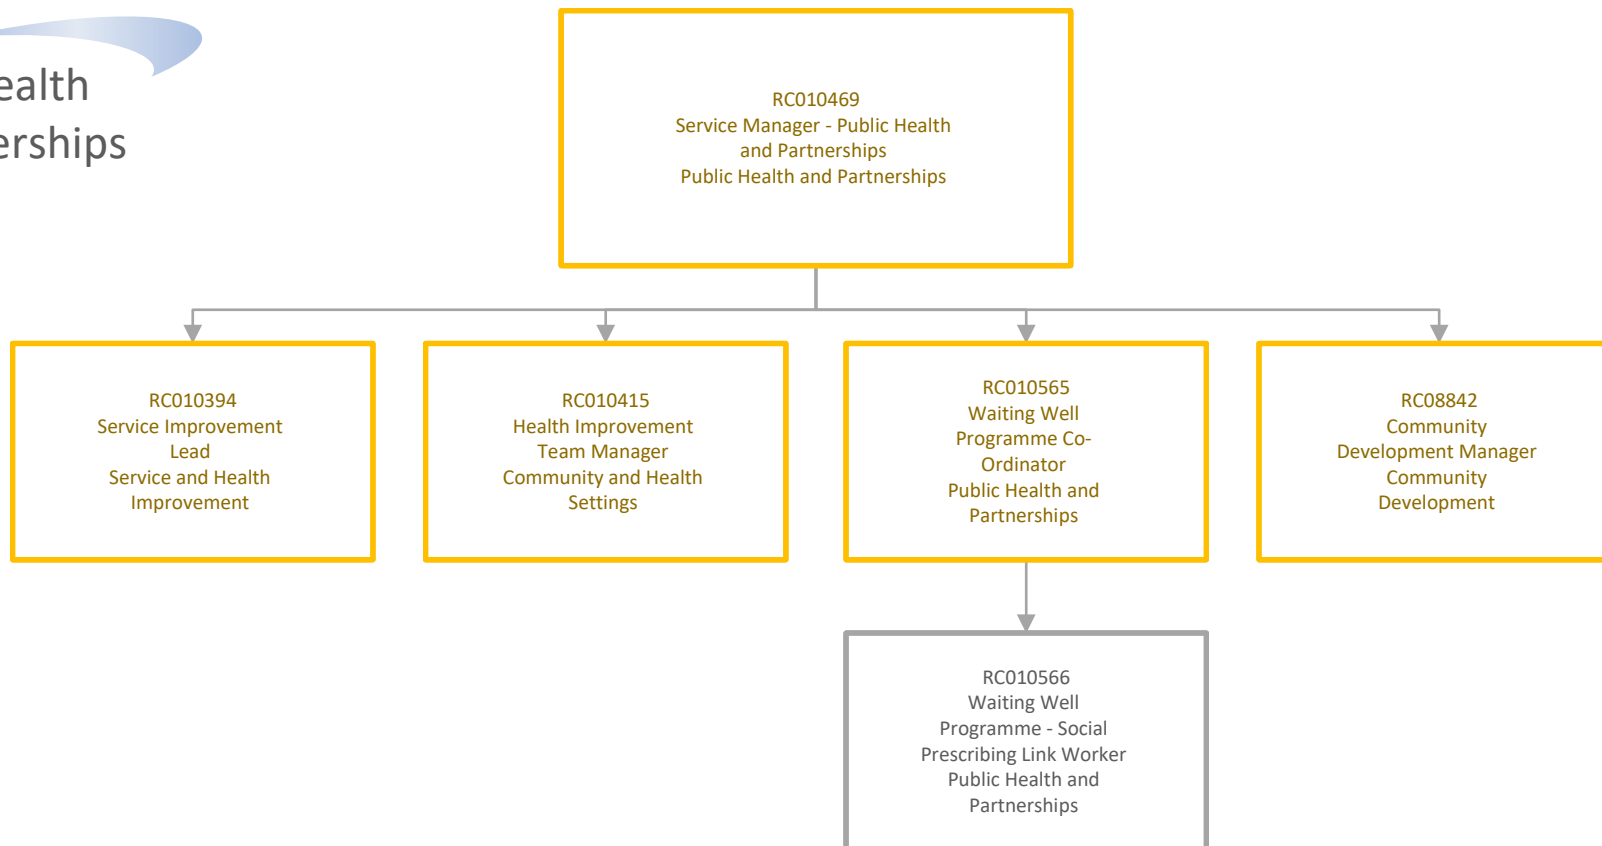 ealth
erships
RC010469
Service Manager - Public Health
and Partnerships
Public Health and Partnerships
RC010394
Service Improvement
Lead
Service and Health
Improvement
RC010415
Health Improvement
Team Manager
Community and Health
Settings
RC010565
Waiting Well
Programme Co-
Ordinator
Public Health and
Partnerships
RC08842
Community
Development Manager
Community
Development
RC010566
Waiting Well
Programme - Social
Prescribing Link Worker
Public Health and
Partnerships